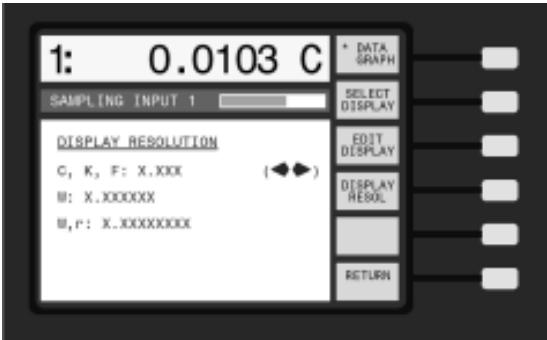 1: 0.0103 C
SAMPLING INPUT 1
DISPLAY RESOLUTION
C, K, F: X.XXX (◀▶)
W: X.XXXXXX
W,r: X.XXXXXXXX
* DATA
GRAPH
SELECT
DISPLAY
EDIT
DISPLAY
DISPLAY
RESOL
RETURN